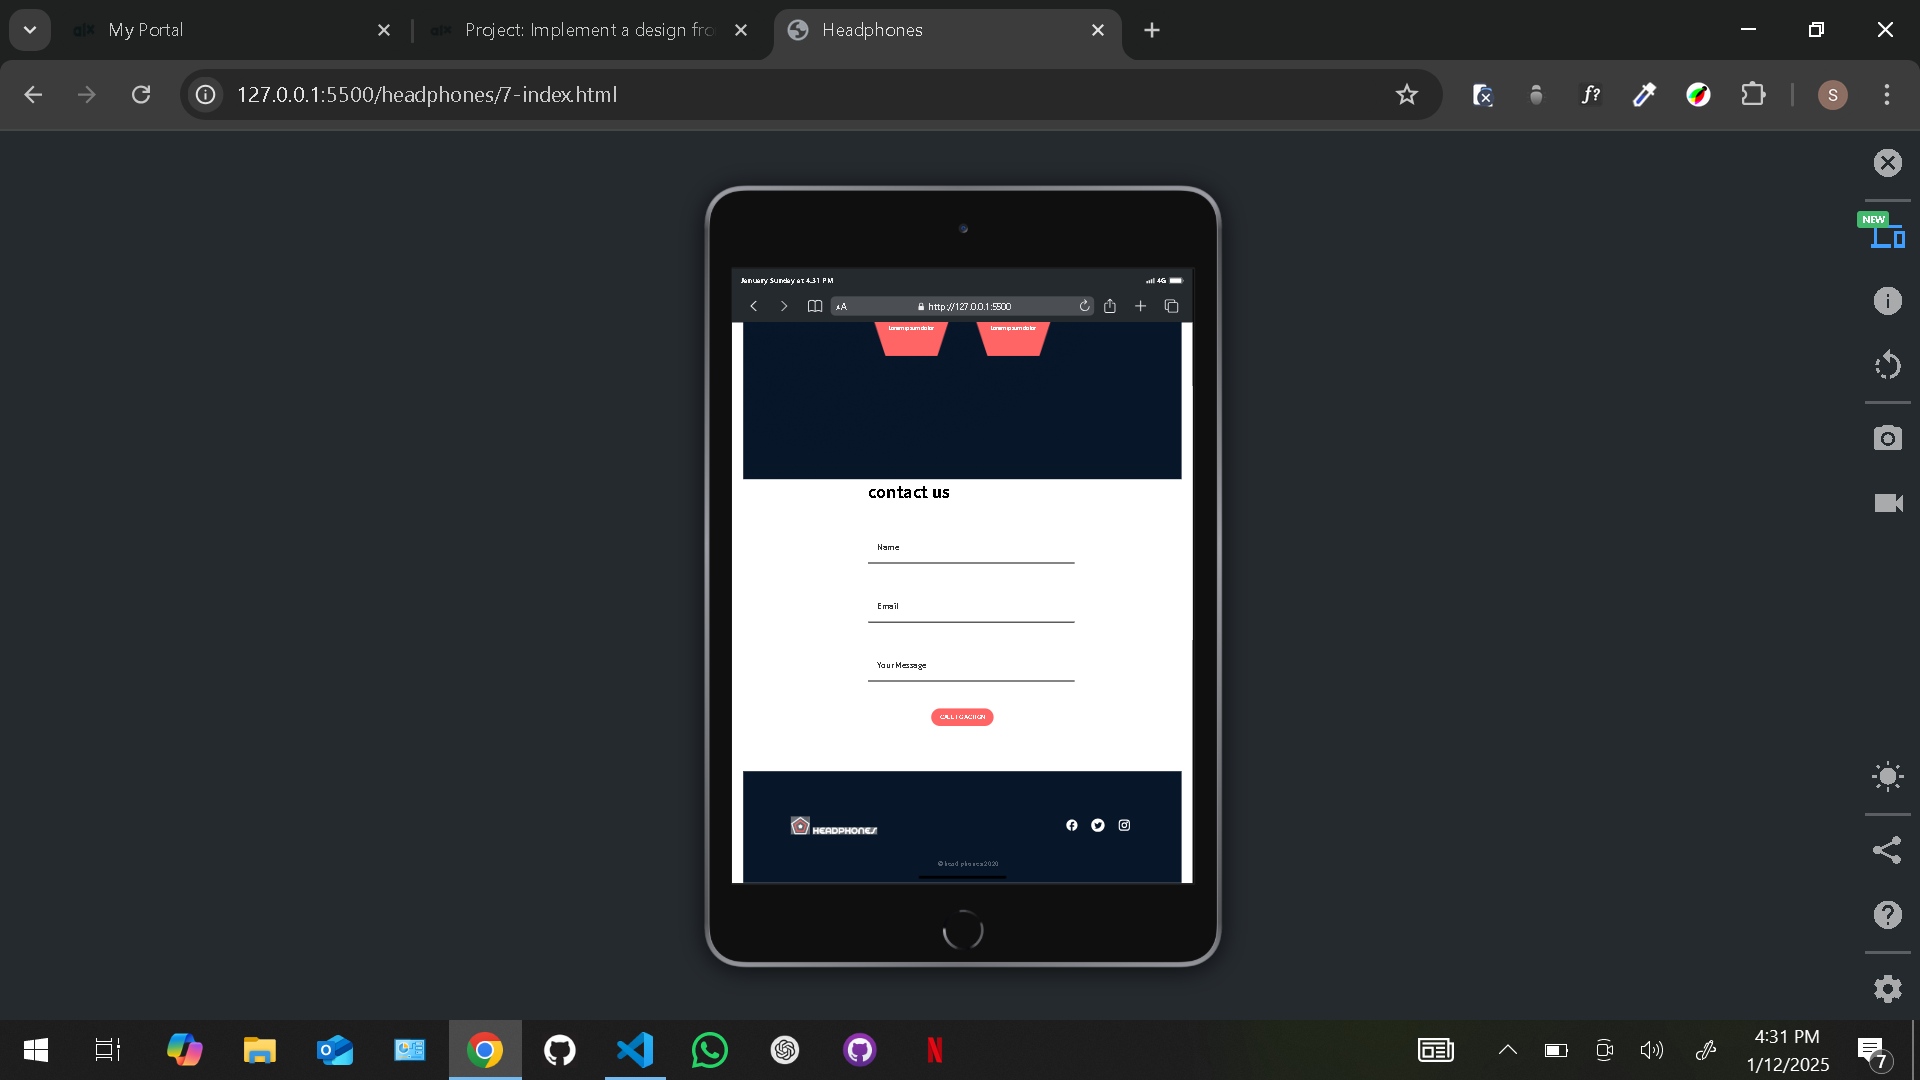 My Portal
Project: Implement a design fro
Headphones
127.0.0.1:5500/headphones/7-index.html
S
NEW
January Sunday at 4:31 PM
4G
AA
http://127.0.0.1:5500
Lorem ipsum dolor
Lorem ipsum dolor
contact us
Name
Email
Your Message
CALL TO ACTION
HEADPHONES
© headphones 2020
4:31 PM
1/12/2025
7